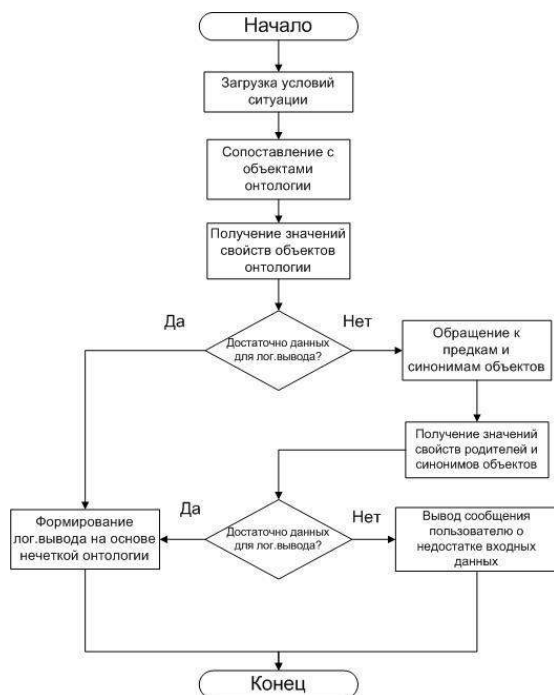 Начало
Загрузка условий
ситуации
Сопоставление с
объектами
онтологии
Получение значений
свойств объектов
онтологии
Да
Нет
Достаточно данных
для лог.вывода?
Обращение к
предкам и
синонимам объектов
Получение значений
свойств родителей и
синонимов объектов
Да
Нет
Формирование
лог.вывода на основе
нечеткой онтологии
Достаточно данных
для лог.вывода?
Вывод сообщения
пользователю о
недостатке входных
данных
Конец